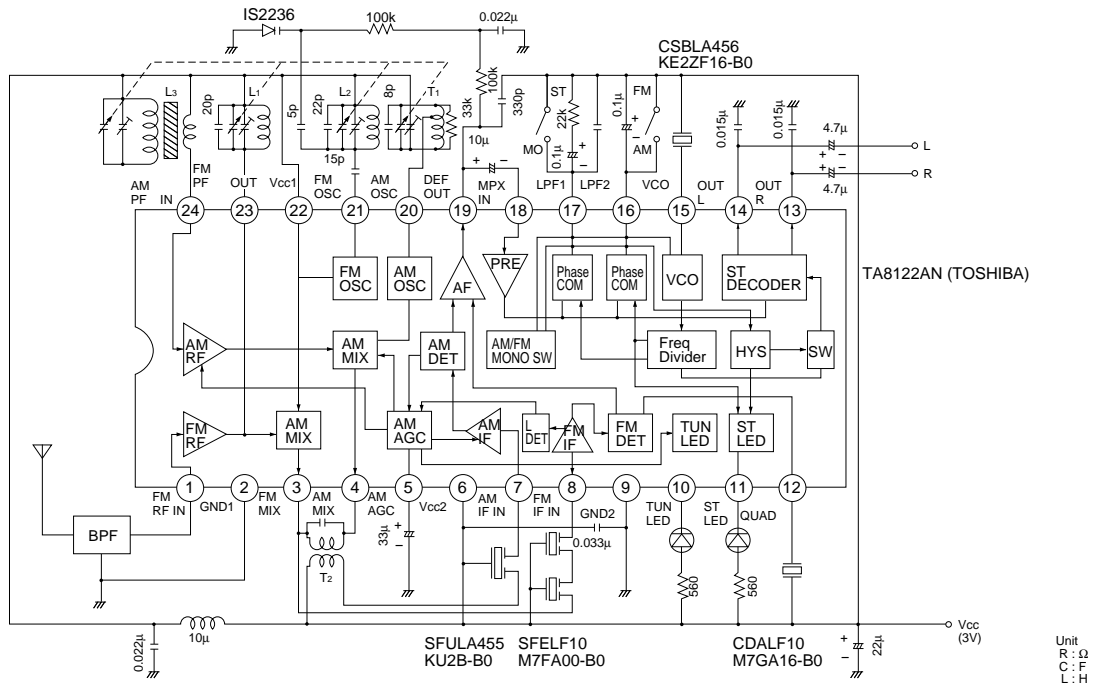 IS2236
100k
0.022μ
CSBLA456
KE2ZF16-B0
L3
20p
L1
5p
22p
L2
8p
T1
33k
100k
330p
10μ
15p
ST
22k
MO
0.1μ
0.1μ
FM
AM
0.015μ
0.015μ
4.7μ
L
R
4.7μ
+
−
+
−
+
−
+
−
+
−
AM
PF
FM
PF
IN
OUT
Vcc1
FM
OSC
AM
OSC
DEF
OUT
MPX
IN
LPF1
LPF2
VCO
OUT
L
OUT
R
24
23
22
21
20
19
18
17
16
15
14
13
TA8122AN (TOSHIBA)
FM
OSC
AM
OSC
AF
PRE
Phase
COM
Phase
COM
VCO
ST
DECODER
AM
RF
AM
MIX
AM
DET
AM/FM
MONO SW
Freq
Divider
HYS
SW
FM
RF
AM
MIX
AM
AGC
AM
IF
L
DET
FM
IF
FM
DET
TUN
LED
ST
LED
1
2
3
4
5
6
7
8
9
10
11
12
FM
RF IN
GND1
FM
MIX
AM
MIX
AM
AGC
Vcc2
AM
IF IN
FM
IF IN
GND2
TUN
LED
ST
LED
QUAD
BPF
T2
33μ
+
−
0.033μ
560
560
0.022μ
10μ
SFULA455
KU2B-B0
SFELF10
M7FA00-B0
CDALF10
M7GA16-B0
+
−
22μ
Vcc
(3V)
Unit
R : Ω
C : F
L : H